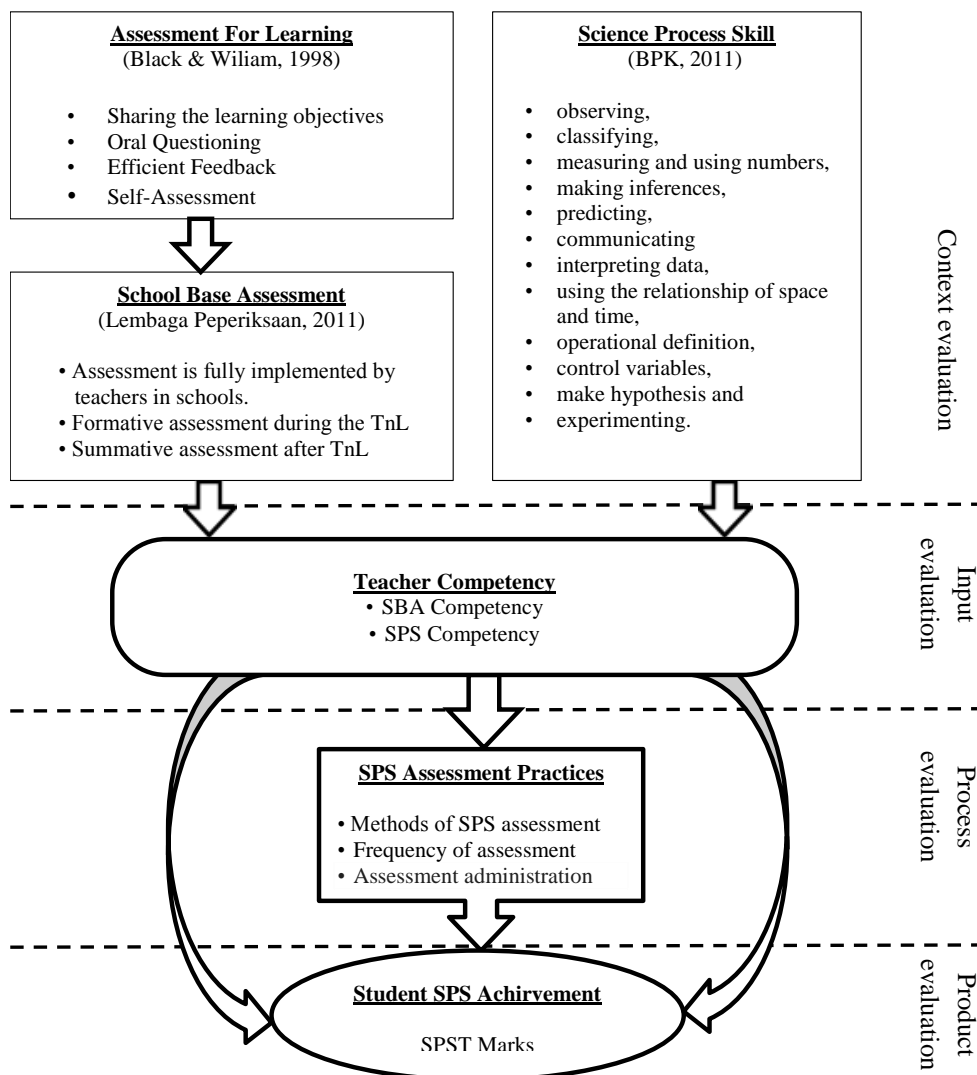 Assessment For Learning
(Black & Wiliam, 1998)
• Sharing the learning objectives
• Oral Questioning
• Efficient Feedback
• Self-Assessment
School Base Assessment
(Lembaga Peperiksaan, 2011)
• Assessment is fully implemented by
teachers in schools.
• Formative assessment during the TnL
• Summative assessment after TnL
Science Process Skill
(BPK, 2011)
• observing,
• classifying,
• measuring and using numbers,
• making inferences,
• predicting,
• communicating
• interpreting data,
• using the relationship of space
and time,
• operational definition,
• control variables,
• make hypothesis and
• experimenting.
Context evaluation
Teacher Competency
• SBA Competency
• SPS Competency
Input
evaluation
SPS Assessment Practices
• Methods of SPS assessment
• Frequency of assessment
• Assessment administration
Process
evaluation
Student SPS Achirvement
SPST Marks
Product
evaluation